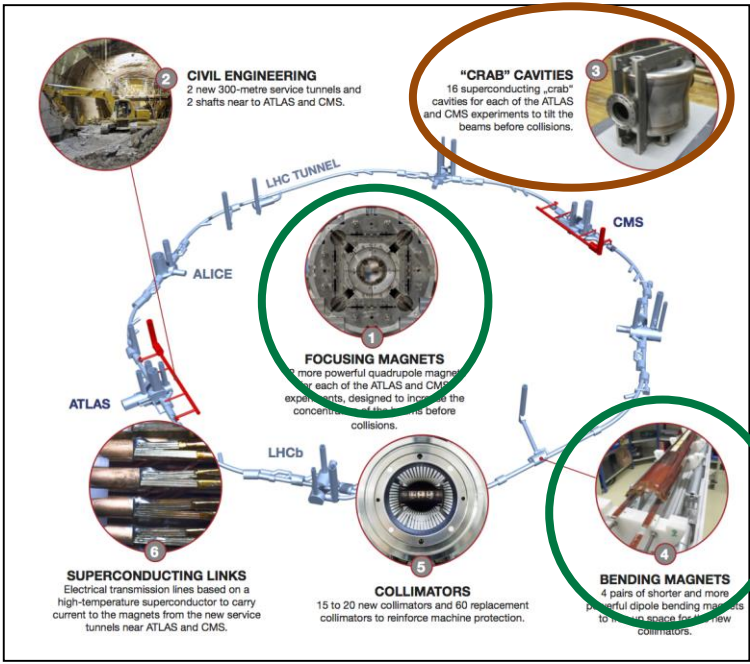 2
CIVIL ENGINEERING
2 new 300-metre service tunnels and
2 shafts near to ATLAS and CMS.
"CRAB" CAVITIES
3
16 superconducting „crab"
cavities for each of the ATLAS
and CMS experiments to tilt the
beams before collisions.
LHC TUNNEL
CMS
ALICE
1
FOCUSING MAGNETS
more powerful quadrupole
each of the ATLAS and CMS
designed to the
of the before
collisions.
ATLAS
LHCb
6
SUPERCONDUCTING LINKS
Electrical transmission lines based on a
high-temperature superconductor to carry
current to the magnets from the new service
tunnels near ATLAS and CMS.
5
COLLIMATORS
15 to 20 new collimators and 60 replacement
collimators to reinforce machine protection.
4
BENDING MAGNETS
4 pairs of shorter and more
powerful dipole bending magnets
to up space for the new
collimators.